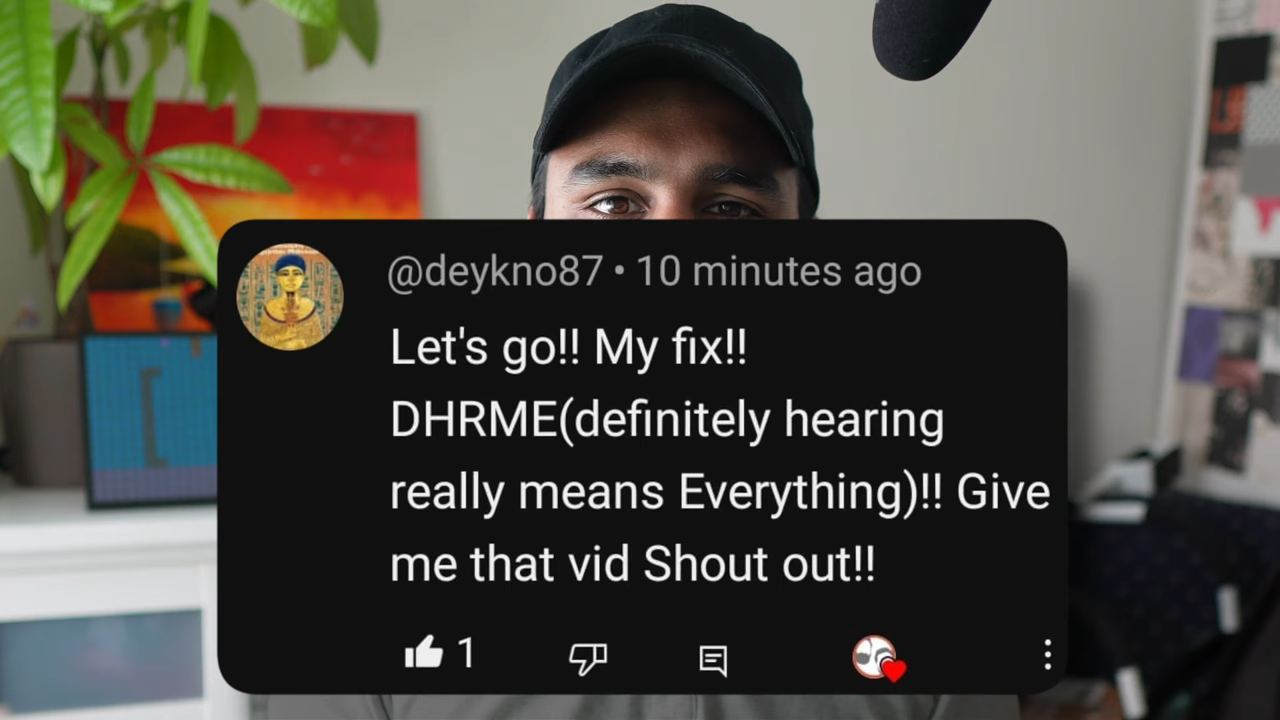 @deykno87 • 10 minutes ago
Let's go!! My fix!!
DHRME(definitely hearing
really means Everything)!! Give
me that vid Shout out!!
1